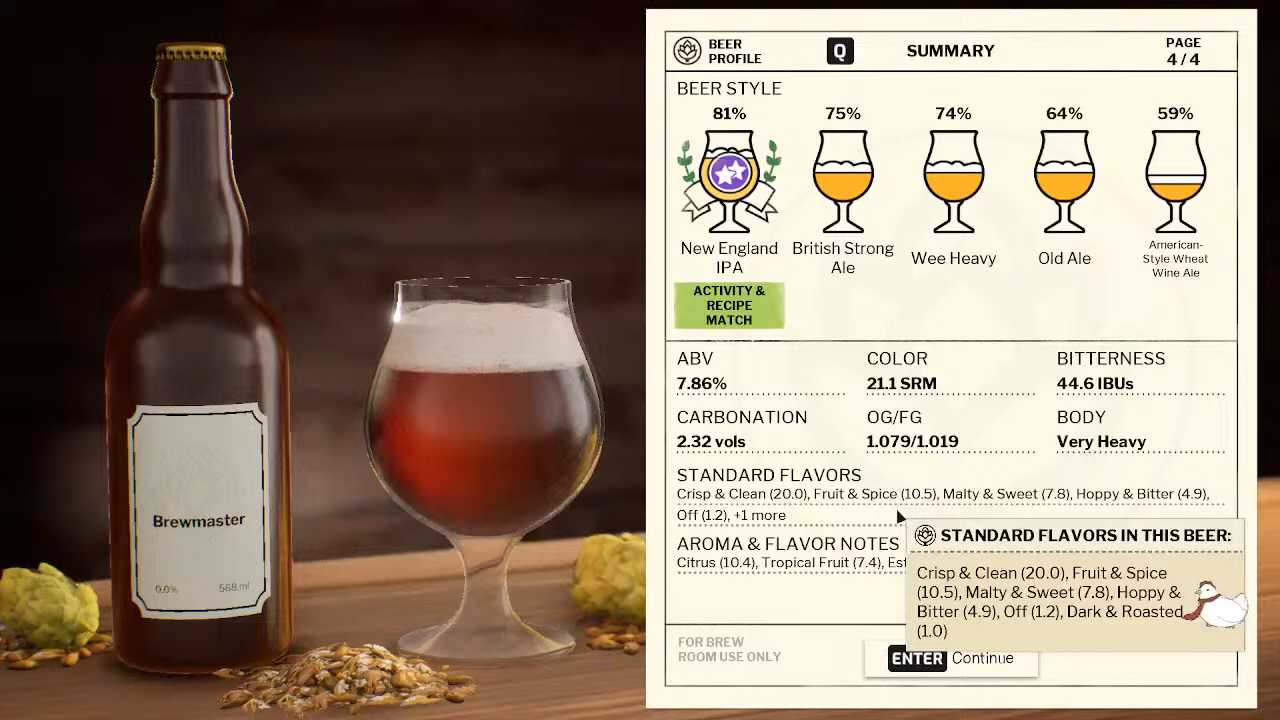 BEER
PROFILE
Q
SUMMARY
PAGE
4 / 4
BEER STYLE
81%
75%
74%
64%
59%
New England
IPA
British Strong
Ale
Wee Heavy
Old Ale
American-
Style Wheat
Wine Ale
ACTIVITY &
RECIPE
MATCH
ABV
COLOR
BITTERNESS
7.86%
21.1 SRM
44.6 IBUs
CARBONATION
OG/FG
BODY
2.32 vols
1.079/1.019
Very Heavy
STANDARD FLAVORS
Crisp & Clean (20.0), Fruit & Spice (10.5), Malty & Sweet (7.8), Hoppy & Bitter (4.9),
Off (1.2), +1 more
AROMA & FLAVOR NOTES
Citrus (10.4), Tropical Fruit (7.4),
STANDARD FLAVORS IN THIS BEER:
Crisp & Clean (20.0), Fruit & Spice
(10.5), Malty & Sweet (7.8), Hoppy &
Bitter (4.9), Off (1.2), Dark & Roasted
(1.0)
FOR BREW
ROOM USE ONLY
ENTER Continue
Brewmaster
0.0%
568 ml